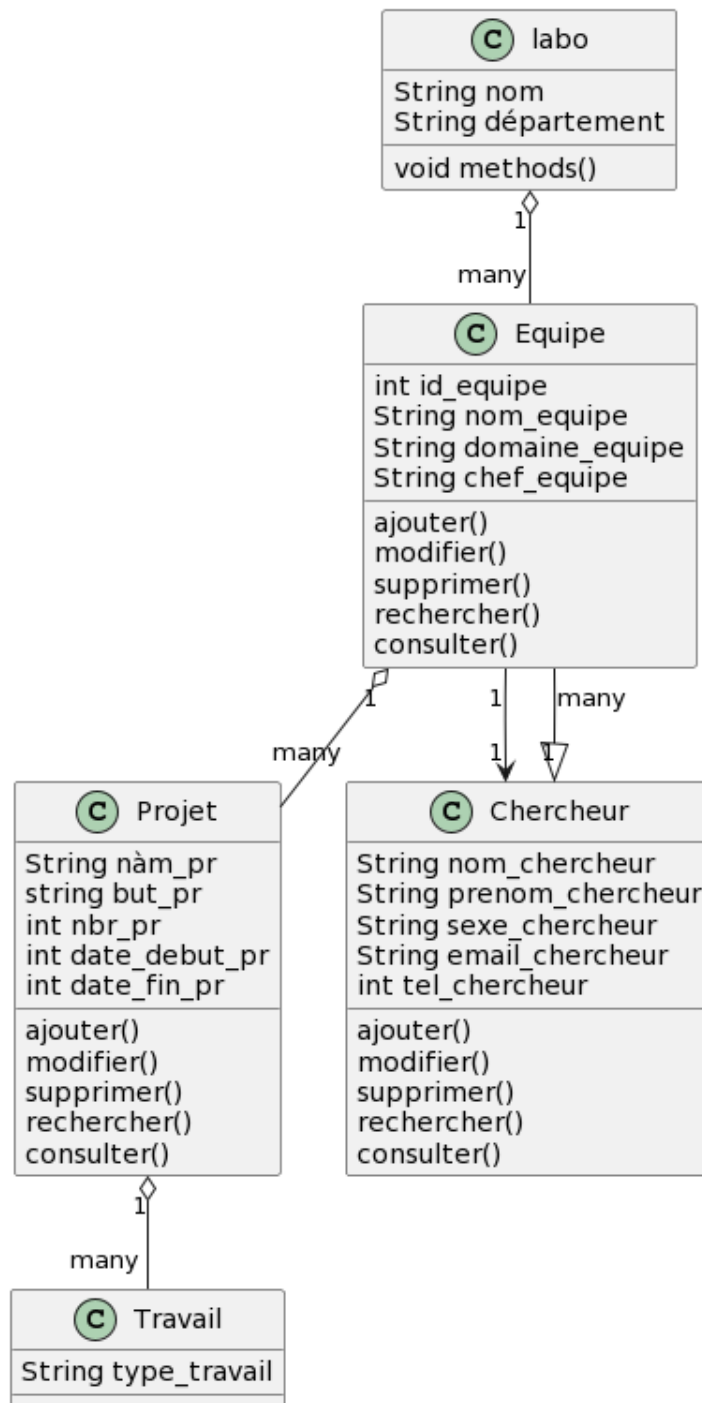 C labo
String nom
String département
void methods()
1
many
C Equipe
int id_equipe
String nom_equipe
String domaine_equipe
String chef_equipe
ajouter()
modifier()
supprimer()
rechercher()
consulter()
1
many
1
1
many
1
C Projet
String nàm_pr
string but_pr
int nbr_pr
int date_debut_pr
int date_fin_pr
ajouter()
modifier()
supprimer()
rechercher()
consulter()
C Chercheur
String nom_chercheur
String prenom_chercheur
String sexe_chercheur
String email_chercheur
int tel_chercheur
ajouter()
modifier()
supprimer()
rechercher()
consulter()
1
many
C Travail
String type_travail